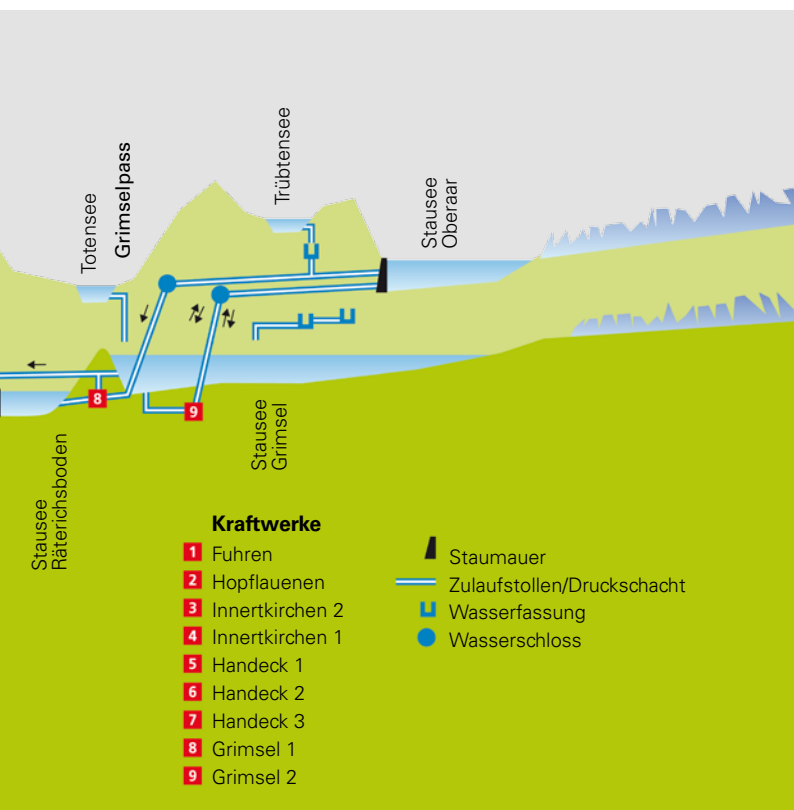 Totensee
Grimselpass
Trübtensee
Stausee
Oberaar
8
9
Stausee
Räterichsboden
Stausee
Grimsel
Kraftwerke
1 Fuhren
2 Hopflauenen
3 Innertkirchen 2
4 Innertkirchen 1
5 Handeck 1
6 Handeck 2
7 Handeck 3
8 Grimsel 1
9 Grimsel 2
Staumauer
Zulaufstollen/Druckschacht
Wasserfassung
Wasserschloss